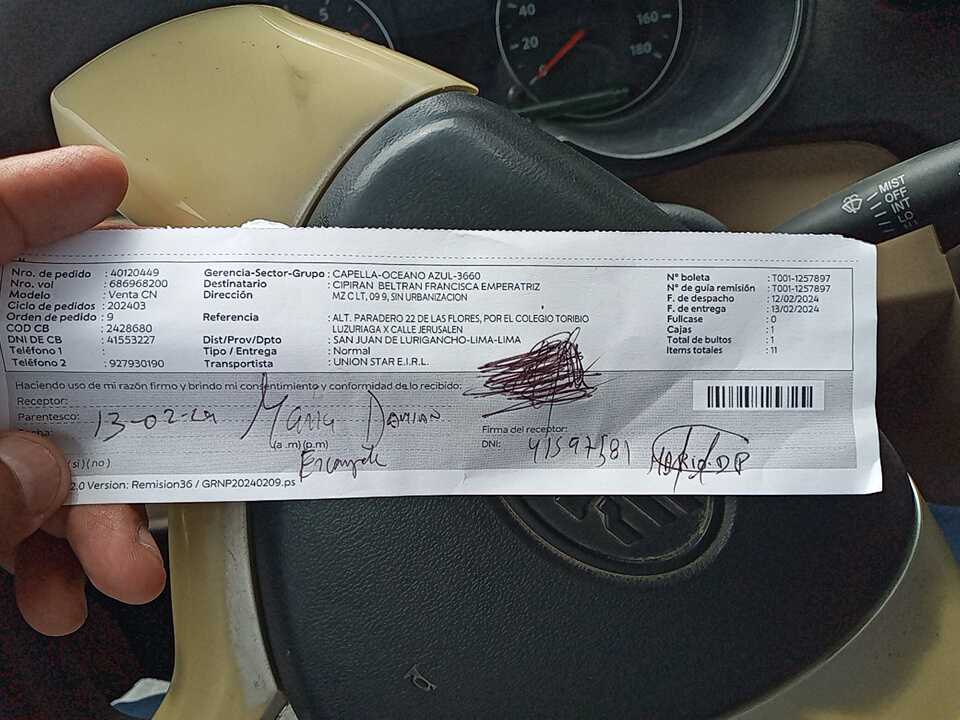 Nro. de pedido : 40120449
Nro. vol : 686968200
Modelo : Venta CN
Ciclo de pedidos : 202403
Orden de pedido : 9
COD CB : 2428680
DNI DE CB : 41553227
Teléfono 1 :
Teléfono 2 : 927930190
Gerencia-Sector-Grupo : CAPELLA-OCEANO AZUL-3660
Destinatario : CIPIRAN BELTRAN FRANCISCA EMPERATRIZ
Dirección MZ C LT, 09 9, SIN URBANIZACION
Referencia : ALT. PARADERO 22 DE LAS FLORES, POR EL COLEGIO TORIBIO
LUZURIAGA X CALLE JERUSALEN
Dist/Prov/Dpto : SAN JUAN DE LURIGANCHO-LIMA-LIMA
Tipo / Entrega : Normal
Transportista : UNION STAR E.I.R.L.
N° boleta : T001-1257897
N° de guía remisión : T001-1257897
F. de despacho : 12/02/2024
F. de entrega : 13/02/2024
Fullcase : 0
Cajas : 1
Total de bultos : 1
Items totales : 11
Haciendo uso de mi razón firmo y brindo mi consentimiento y conformidad de lo recibido:
Receptor:
Parentesco:
13-02-24 Maria Damian
(a.m)(p.m)
Firma del receptor:
DNI: 41597581
(si)(no)
2.0 Version: Remision36 / GRNP20240209.ps
40
20
160
180
5
MIST
OFF
INT
LO